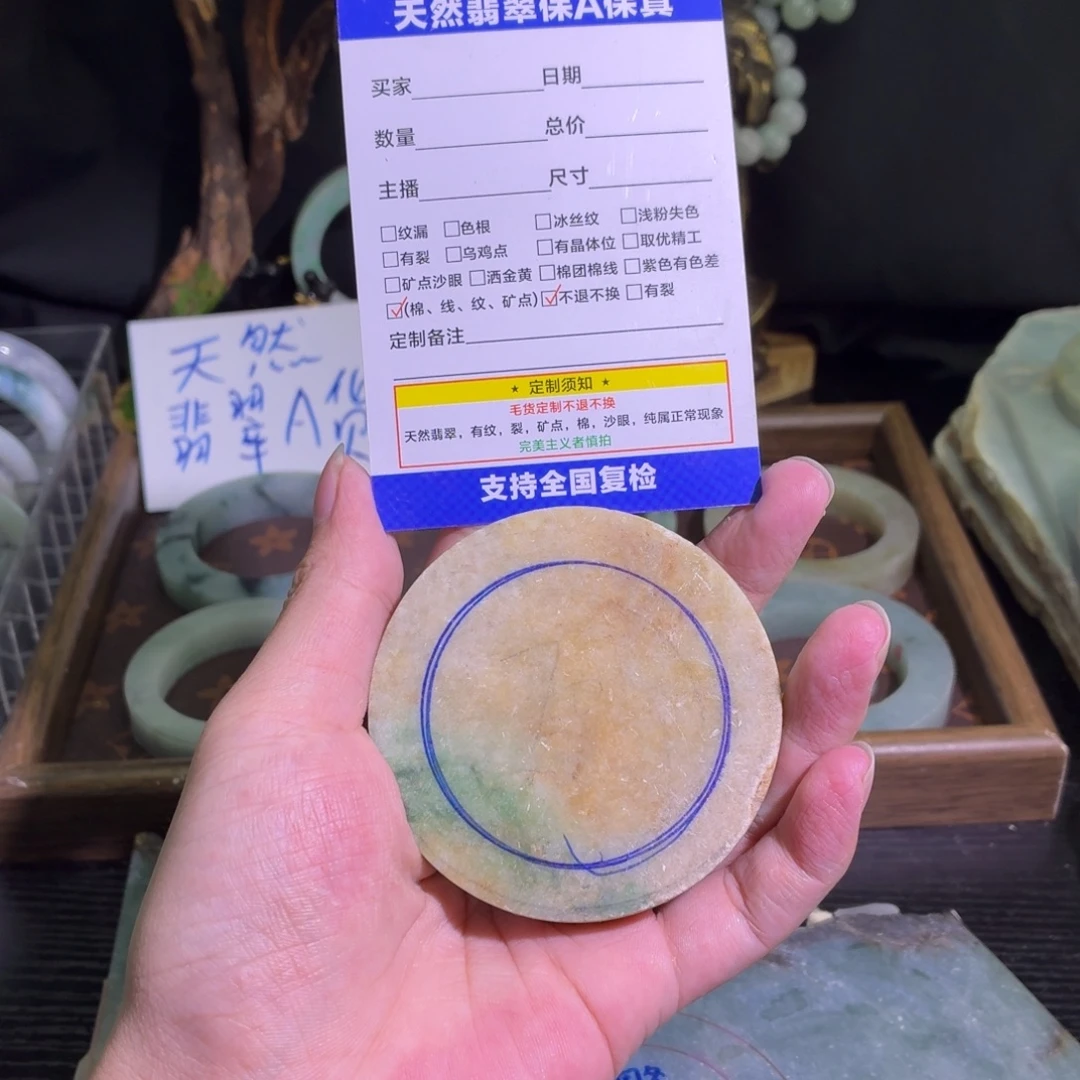 天然翡翠保A保真
买家 日期
数量 总价
主播 尺寸
□纹漏 □色根 □冰丝纹 □浅粉失色
□有裂 □乌鸡点 □有晶体位 □取优精工
□矿点沙眼 □洒金黄 □棉团棉线 □紫色有色差
☑(棉、线、纹、矿点) ☑不退不换 □有裂
定制备注
★ 定制须知 ★
毛货定制不退不换
天然翡翠，有纹，裂，矿点，棉，沙眼，纯属正常现象
完美主义者慎拍
支持全国复检
天然
翡翠A货